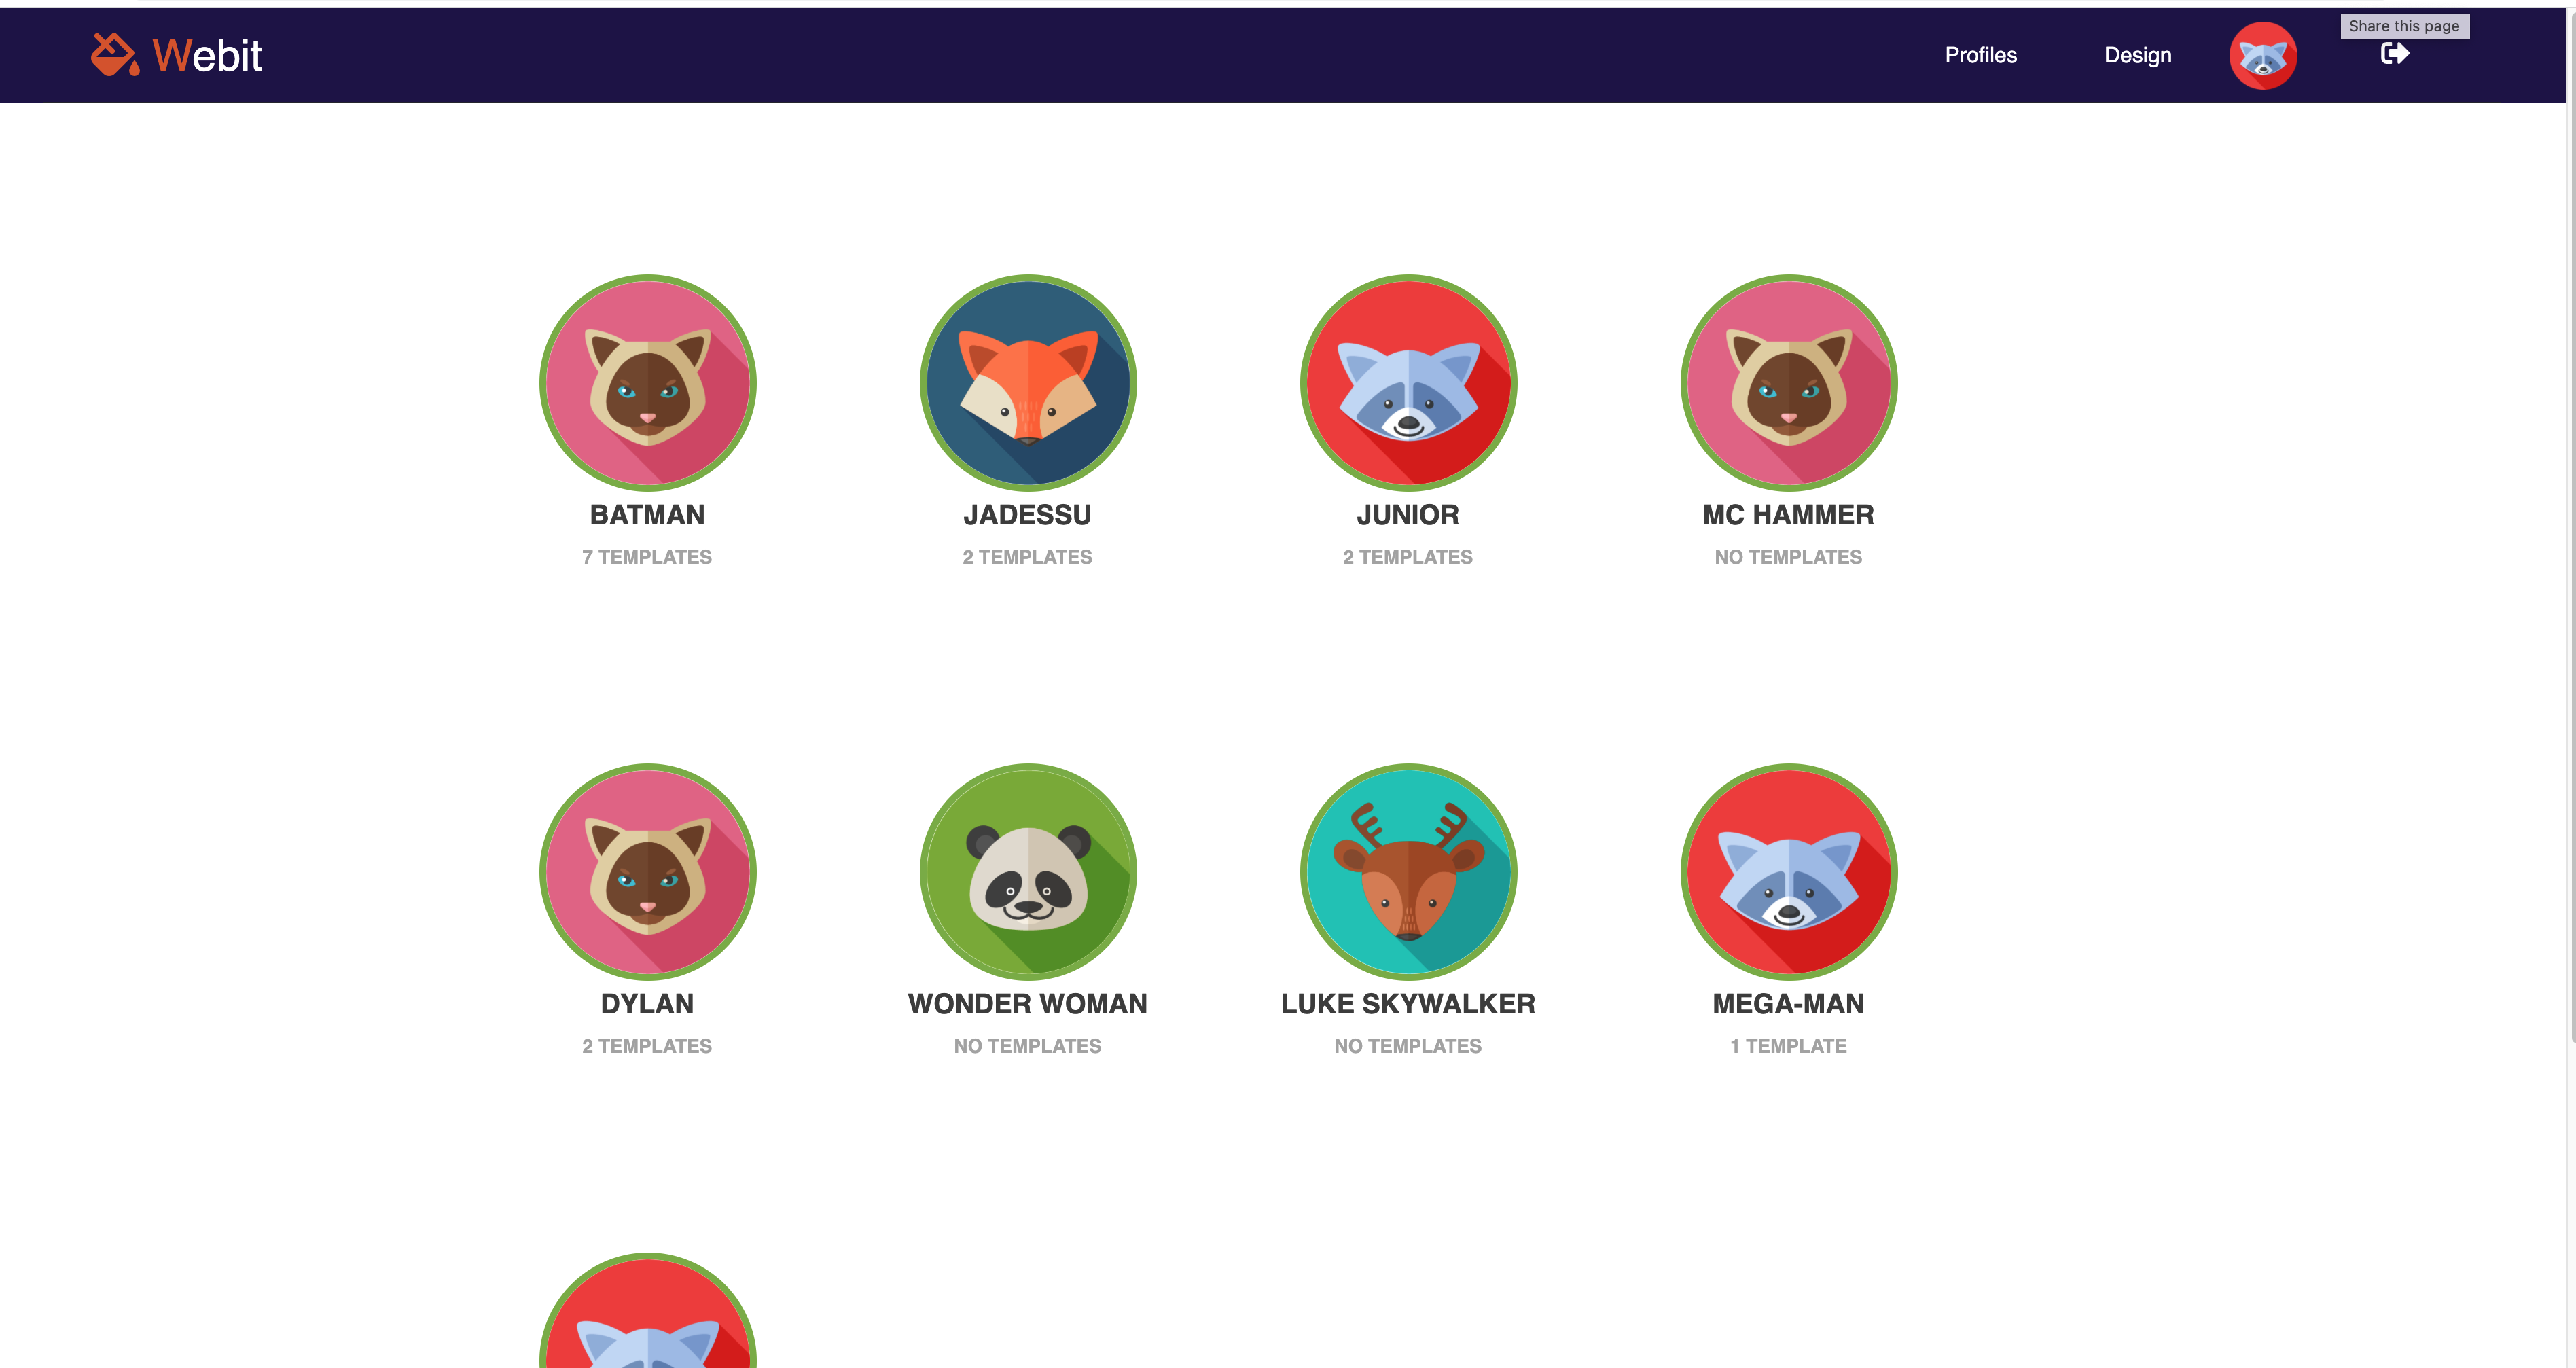 Share this page
Webit
Profiles
Design
BATMAN
7 TEMPLATES
JADESSU
2 TEMPLATES
JUNIOR
2 TEMPLATES
MC HAMMER
NO TEMPLATES
DYLAN
2 TEMPLATES
WONDER WOMAN
NO TEMPLATES
LUKE SKYWALKER
NO TEMPLATES
MEGA-MAN
1 TEMPLATE